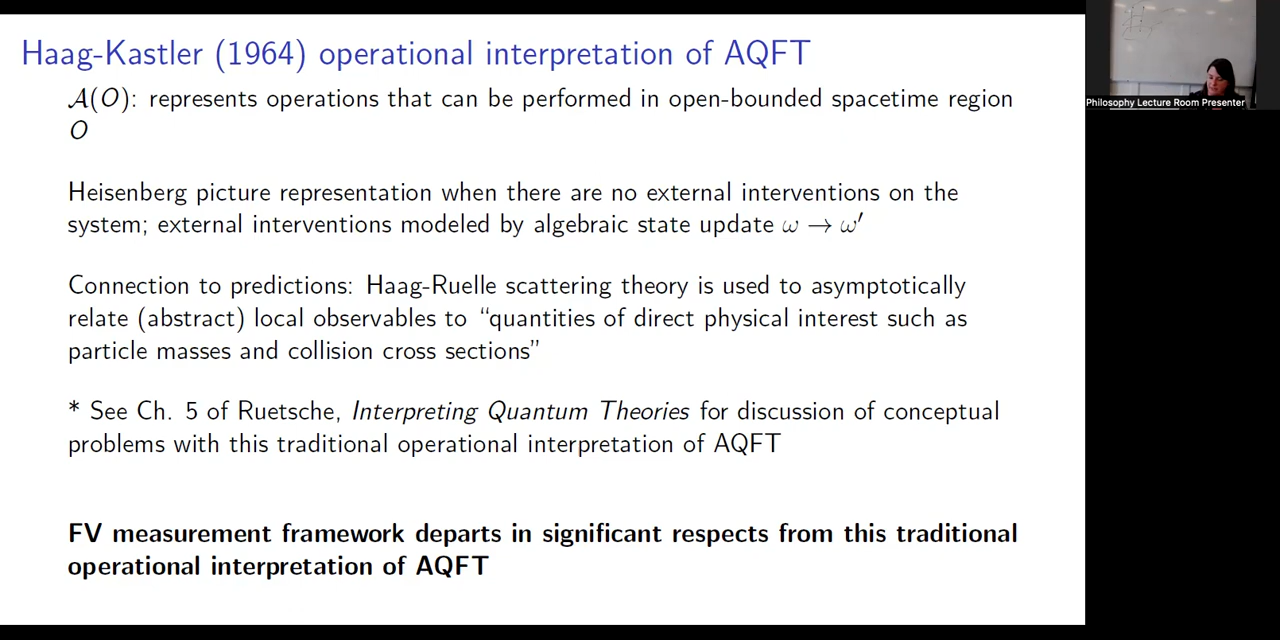 Haag-Kastler (1964) operational interpretation of AQFT
𝒜(O): represents operations that can be performed in open-bounded spacetime region
O
Heisenberg picture representation when there are no external interventions on the
system; external interventions modeled by algebraic state update ω → ω′
Connection to predictions: Haag-Ruelle scattering theory is used to asymptotically
relate (abstract) local observables to “quantities of direct physical interest such as
particle masses and collision cross sections”
* See Ch. 5 of Ruetsche, Interpreting Quantum Theories for discussion of conceptual
problems with this traditional operational interpretation of AQFT
FV measurement framework departs in significant respects from this traditional
operational interpretation of AQFT
Philosophy Lecture Room Presenter